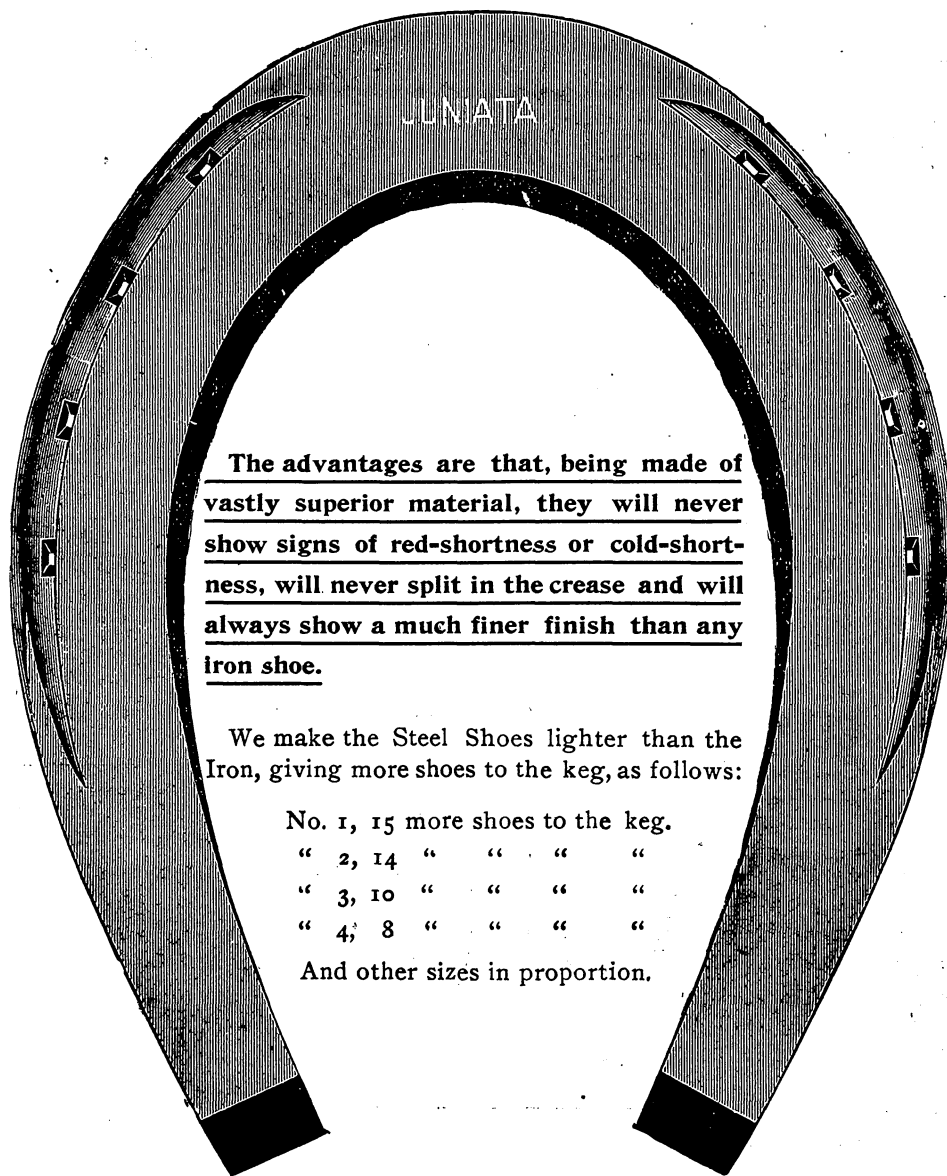 JUNIATA
The advantages are that, being made of
vastly superior material, they will never
show signs of red-shortness or cold-short-
ness, will never split in the crease and will
always show a much finer finish than any
iron shoe.
We make the Steel Shoes lighter than the
Iron, giving more shoes to the keg, as follows:
No. 1, 15 more shoes to the keg.
“ 2, 14 “ “ “ “
“ 3, 10 “ “ “ “
“ 4, 8 “ “ “ “
And other sizes in proportion.